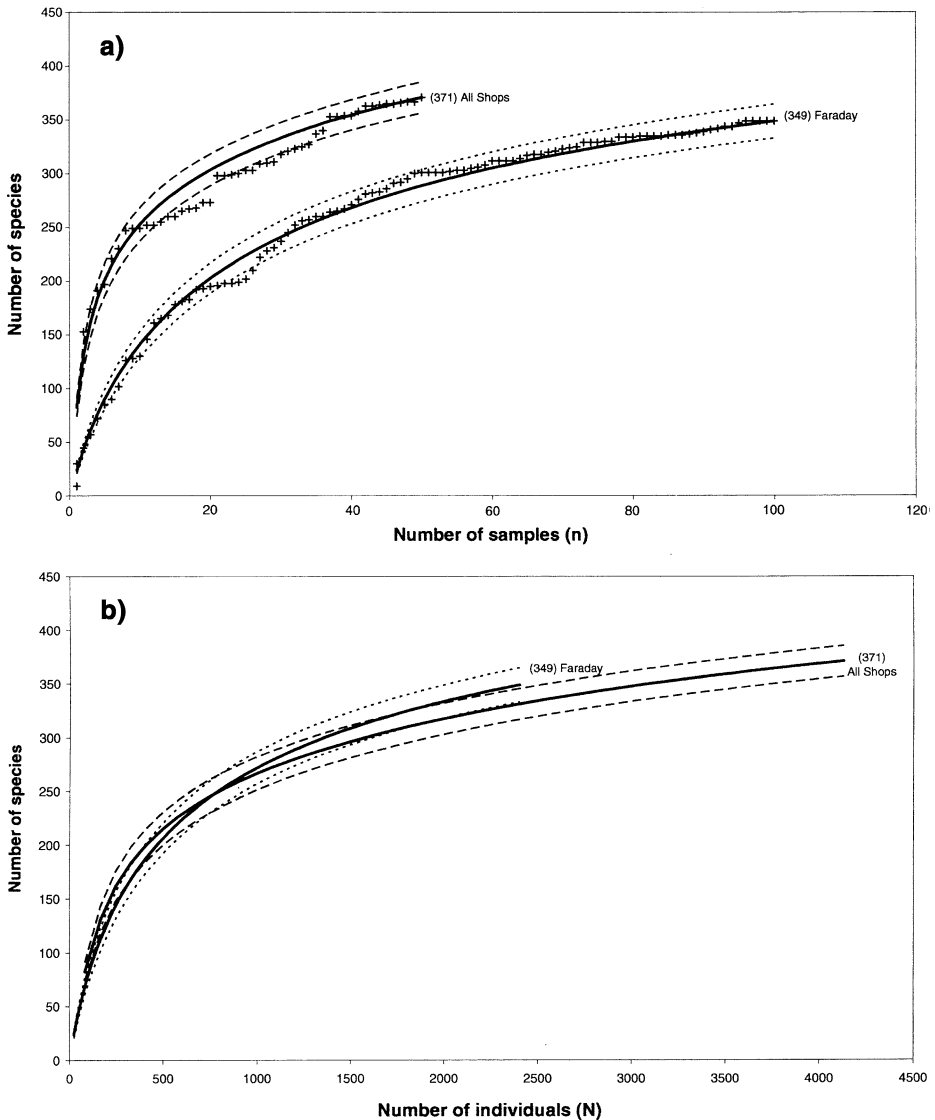 a)
450
400
350
300
250
200
150
100
50
0
Number of species
(371) All Shops
(349) Faraday
0 20 40 60 80 100 120
Number of samples (n)
b)
450
400
350
300
250
200
150
100
50
0
Number of species
(349) Faraday
(371)
All Shops
0 500 1000 1500 2000 2500 3000 3500 4000 4500
Number of individuals (N)